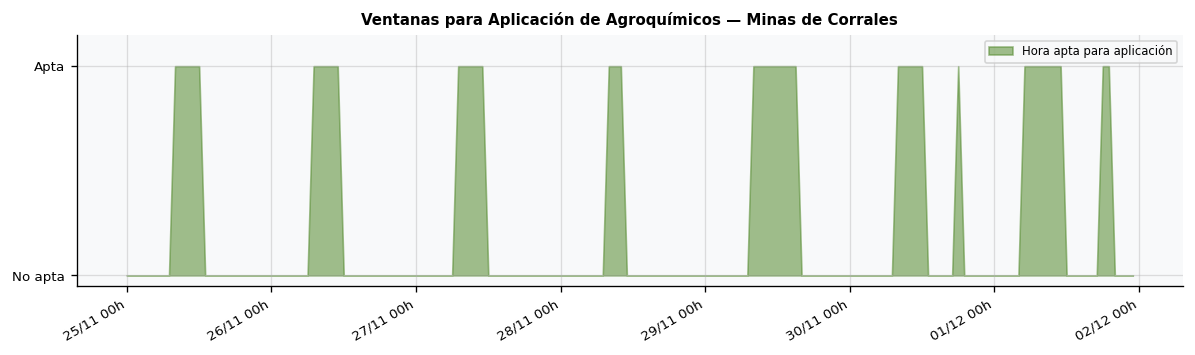 Ventanas para Aplicación de Agroquímicos — Minas de Corrales
Hora apta para aplicación
Apta
No apta
25/11 00h
26/11 00h
27/11 00h
28/11 00h
29/11 00h
30/11 00h
01/12 00h
02/12 00h